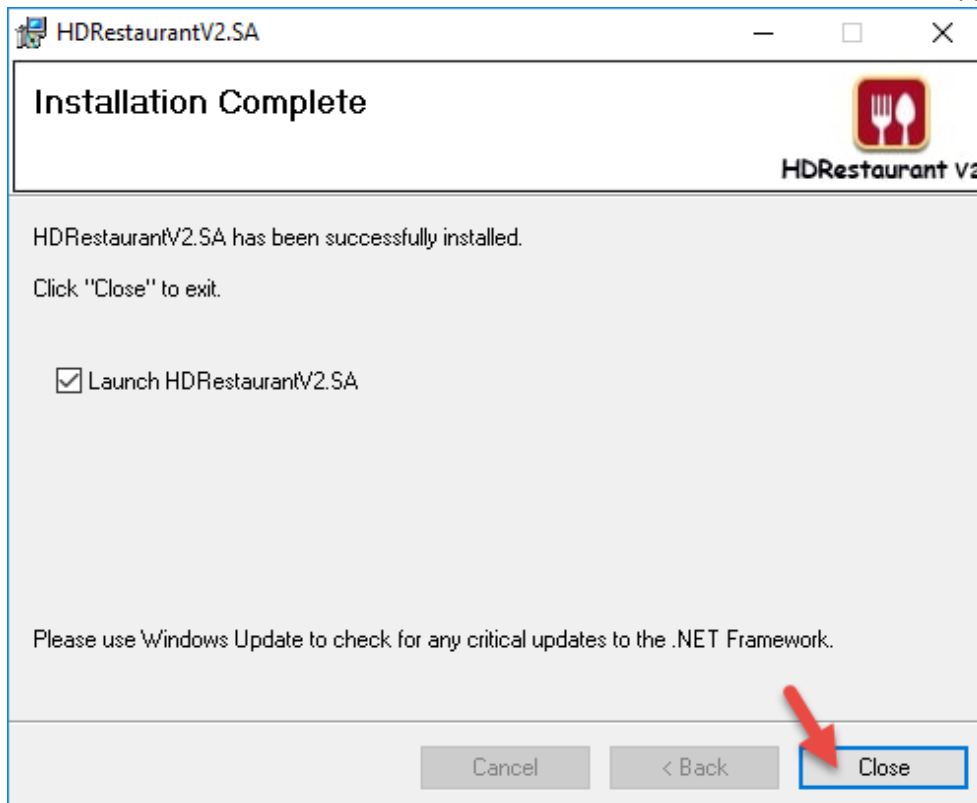 HDRestaurantV2.SA
Installation Complete
HDRestaurant V2
HDRestaurantV2.SA has been successfully installed.
Click "Close" to exit.
Launch HDRestaurantV2.SA
Please use Windows Update to check for any critical updates to the .NET Framework.
Cancel
< Back
Close